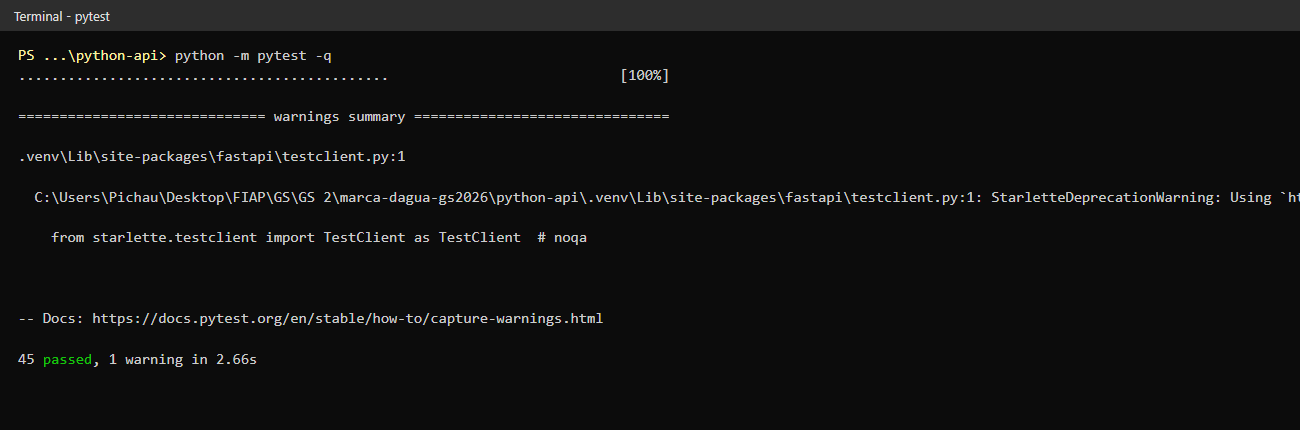 Terminal - pytest
PS ...\python-api> python -m pytest -q
............................................. [100%]
============================== warnings summary ===============================
.venv\Lib\site-packages\fastapi\testclient.py:1
C:\Users\Pichau\Desktop\FIAP\GS\GS 2\marca-dagua-gs2026\python-api\.venv\Lib\site-packages\fastapi\testclient.py:1: StarletteDeprecationWarning: Using
from starlette.testclient import TestClient as TestClient # noqa
-- Docs: https://docs.pytest.org/en/stable/how-to/capture-warnings.html
45 passed, 1 warning in 2.66s